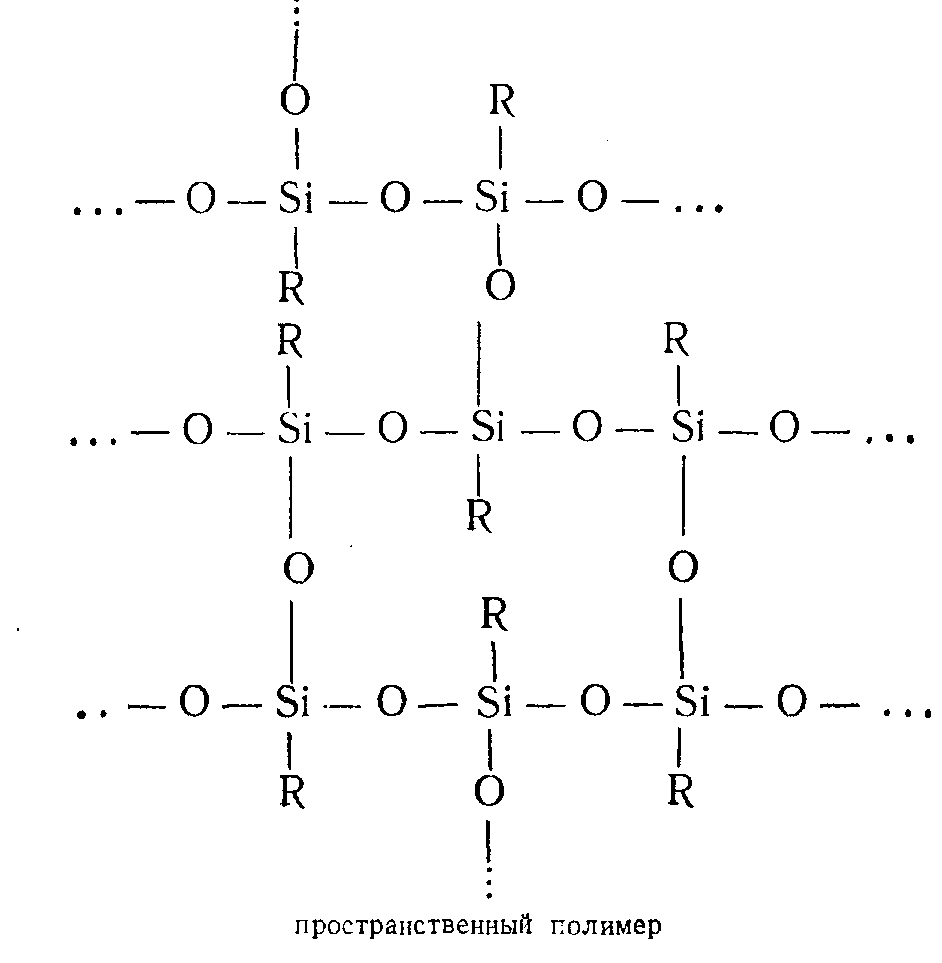 O R
... — O — Si — O — Si — O — ...
R O
R R
... — O — Si — O — Si — O — Si — O — ...
R
O O
R
.. — O — Si — O — Si — O — Si — O — ...
R O R
пространственный полимер